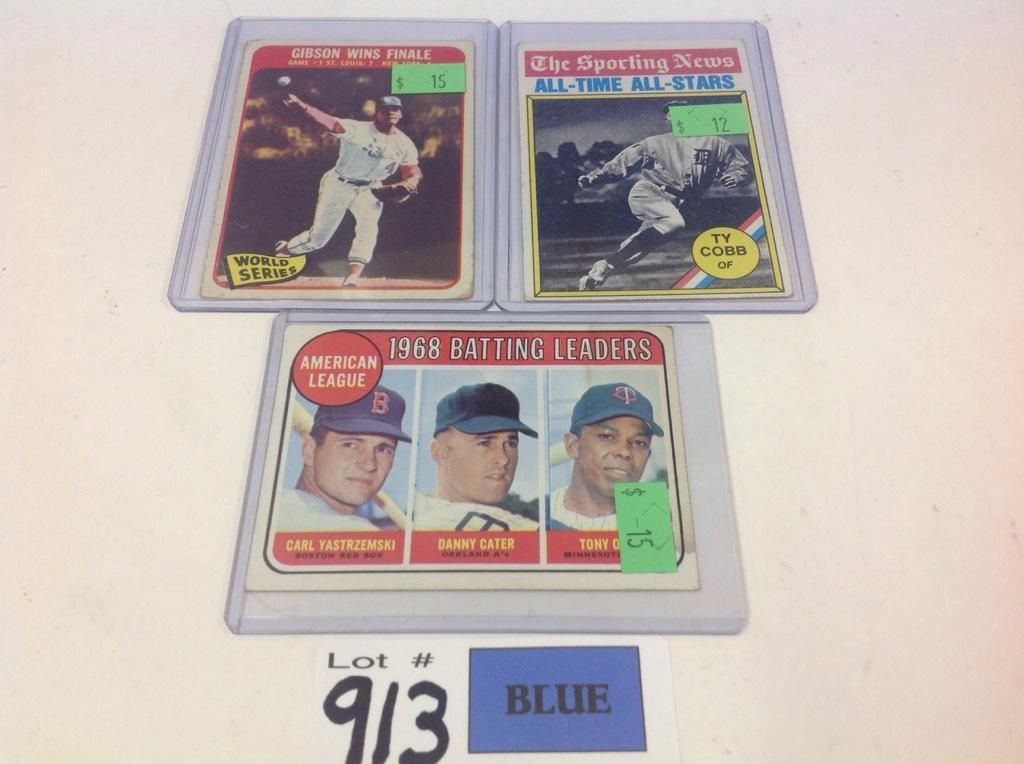 GIBSON WINS FINALE
GAME #7 ST. LOUIS: 7 NEW
$ 15
WORLD
SERIES
The Sporting News
ALL-TIME ALL-STARS
$ 12
D
TY
COBB
OF
AMERICAN
LEAGUE
1968 BATTING LEADERS
B
TC
CARL YASTRZEMSKI
BOSTON RED SOX
DANNY CATER
OAKLAND A's
TONY O
MINNESOTA
$ 15
Lot #
913
BLUE